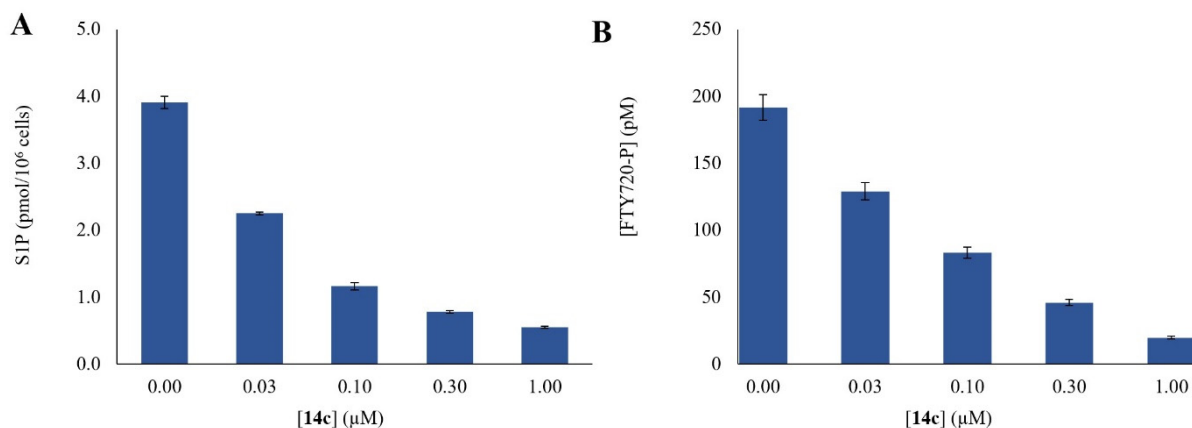 A
S1P (pmol/10⁶ cells)
5.0
4.0
3.0
2.0
1.0
0.0
0.00 0.03 0.10 0.30 1.00
[14c] (µM)
B
[FTY720-P] (pM)
250
200
150
100
50
0
0.00 0.03 0.10 0.30 1.00
[14c] (µM)